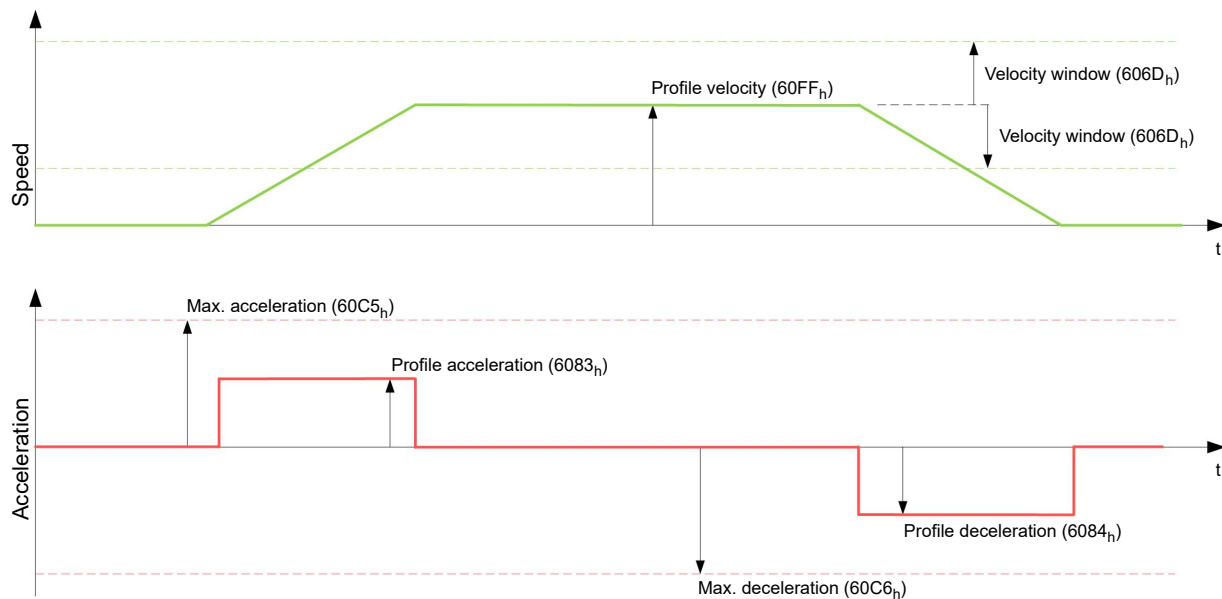 Profile velocity (60FFₕ)
Velocity window (606Dₕ)
Velocity window (606Dₕ)
Speed
t
Max. acceleration (60C5ₕ)
Profile acceleration (6083ₕ)
Acceleration
t
Profile deceleration (6084ₕ)
Max. deceleration (60C6ₕ)